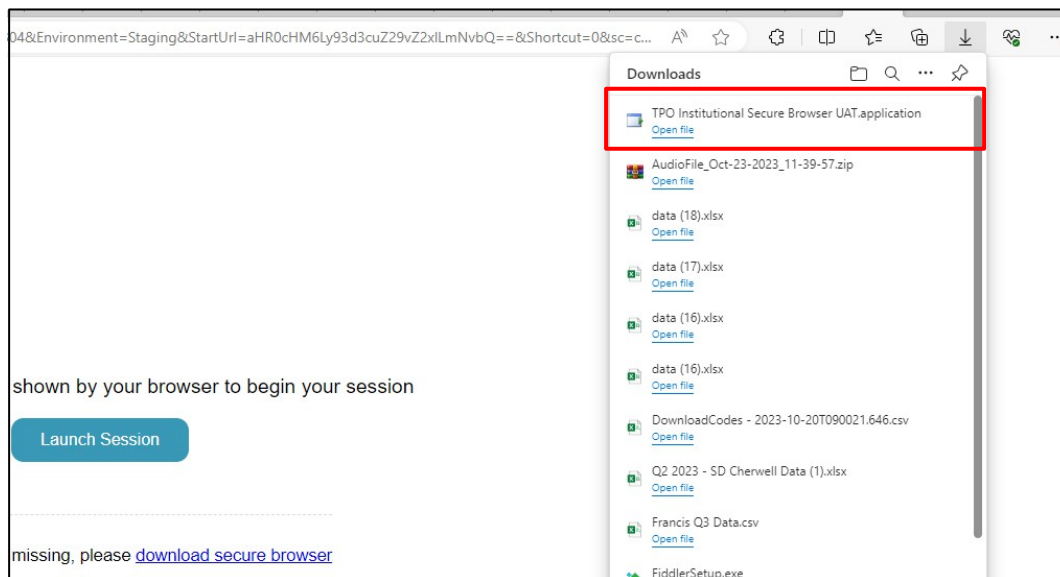 04&Environment=Staging&StartUrl=aHR0cHM6Ly93d3cuZ29vZ2xlLmNvbQ==&Shortcut=0&sc=c...
Downloads
TPO Institutional Secure Browser UAT.application
Open file
AudioFile_Oct-23-2023_11-39-57.zip
Open file
data (18).xlsx
Open file
data (17).xlsx
Open file
data (16).xlsx
Open file
data (16).xlsx
Open file
DownloadCodes - 2023-10-20T090021.646.csv
Open file
Q2 2023 - SD Cherwell Data (1).xlsx
Open file
Francis Q3 Data.csv
Open file
FiddlerSetup.exe
shown by your browser to begin your session
Launch Session
missing, please download secure browser